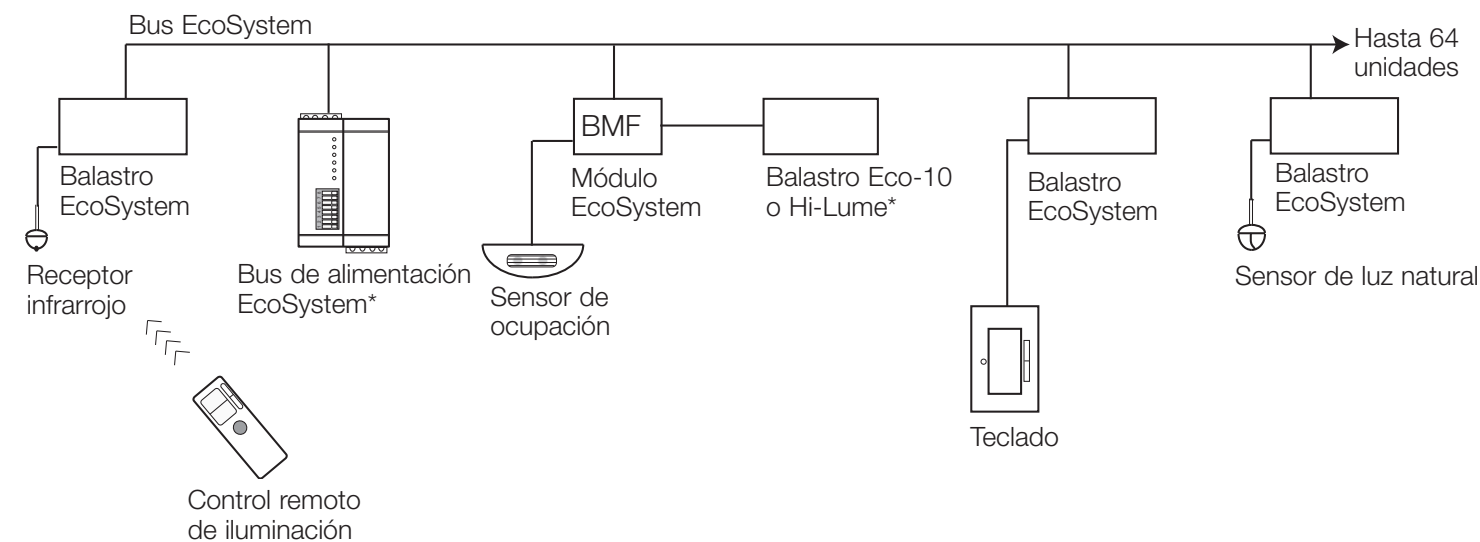 Bus EcoSystem
Hasta 64
unidades
BMF
Balastro
EcoSystem
Módulo
EcoSystem
Balastro Eco-10
o Hi-Lume*
Balastro
EcoSystem
Balastro
EcoSystem
Receptor
infrarrojo
Bus de alimentación
EcoSystem*
Sensor de
ocupación
Sensor de luz natural
Teclado
Control remoto
de iluminación